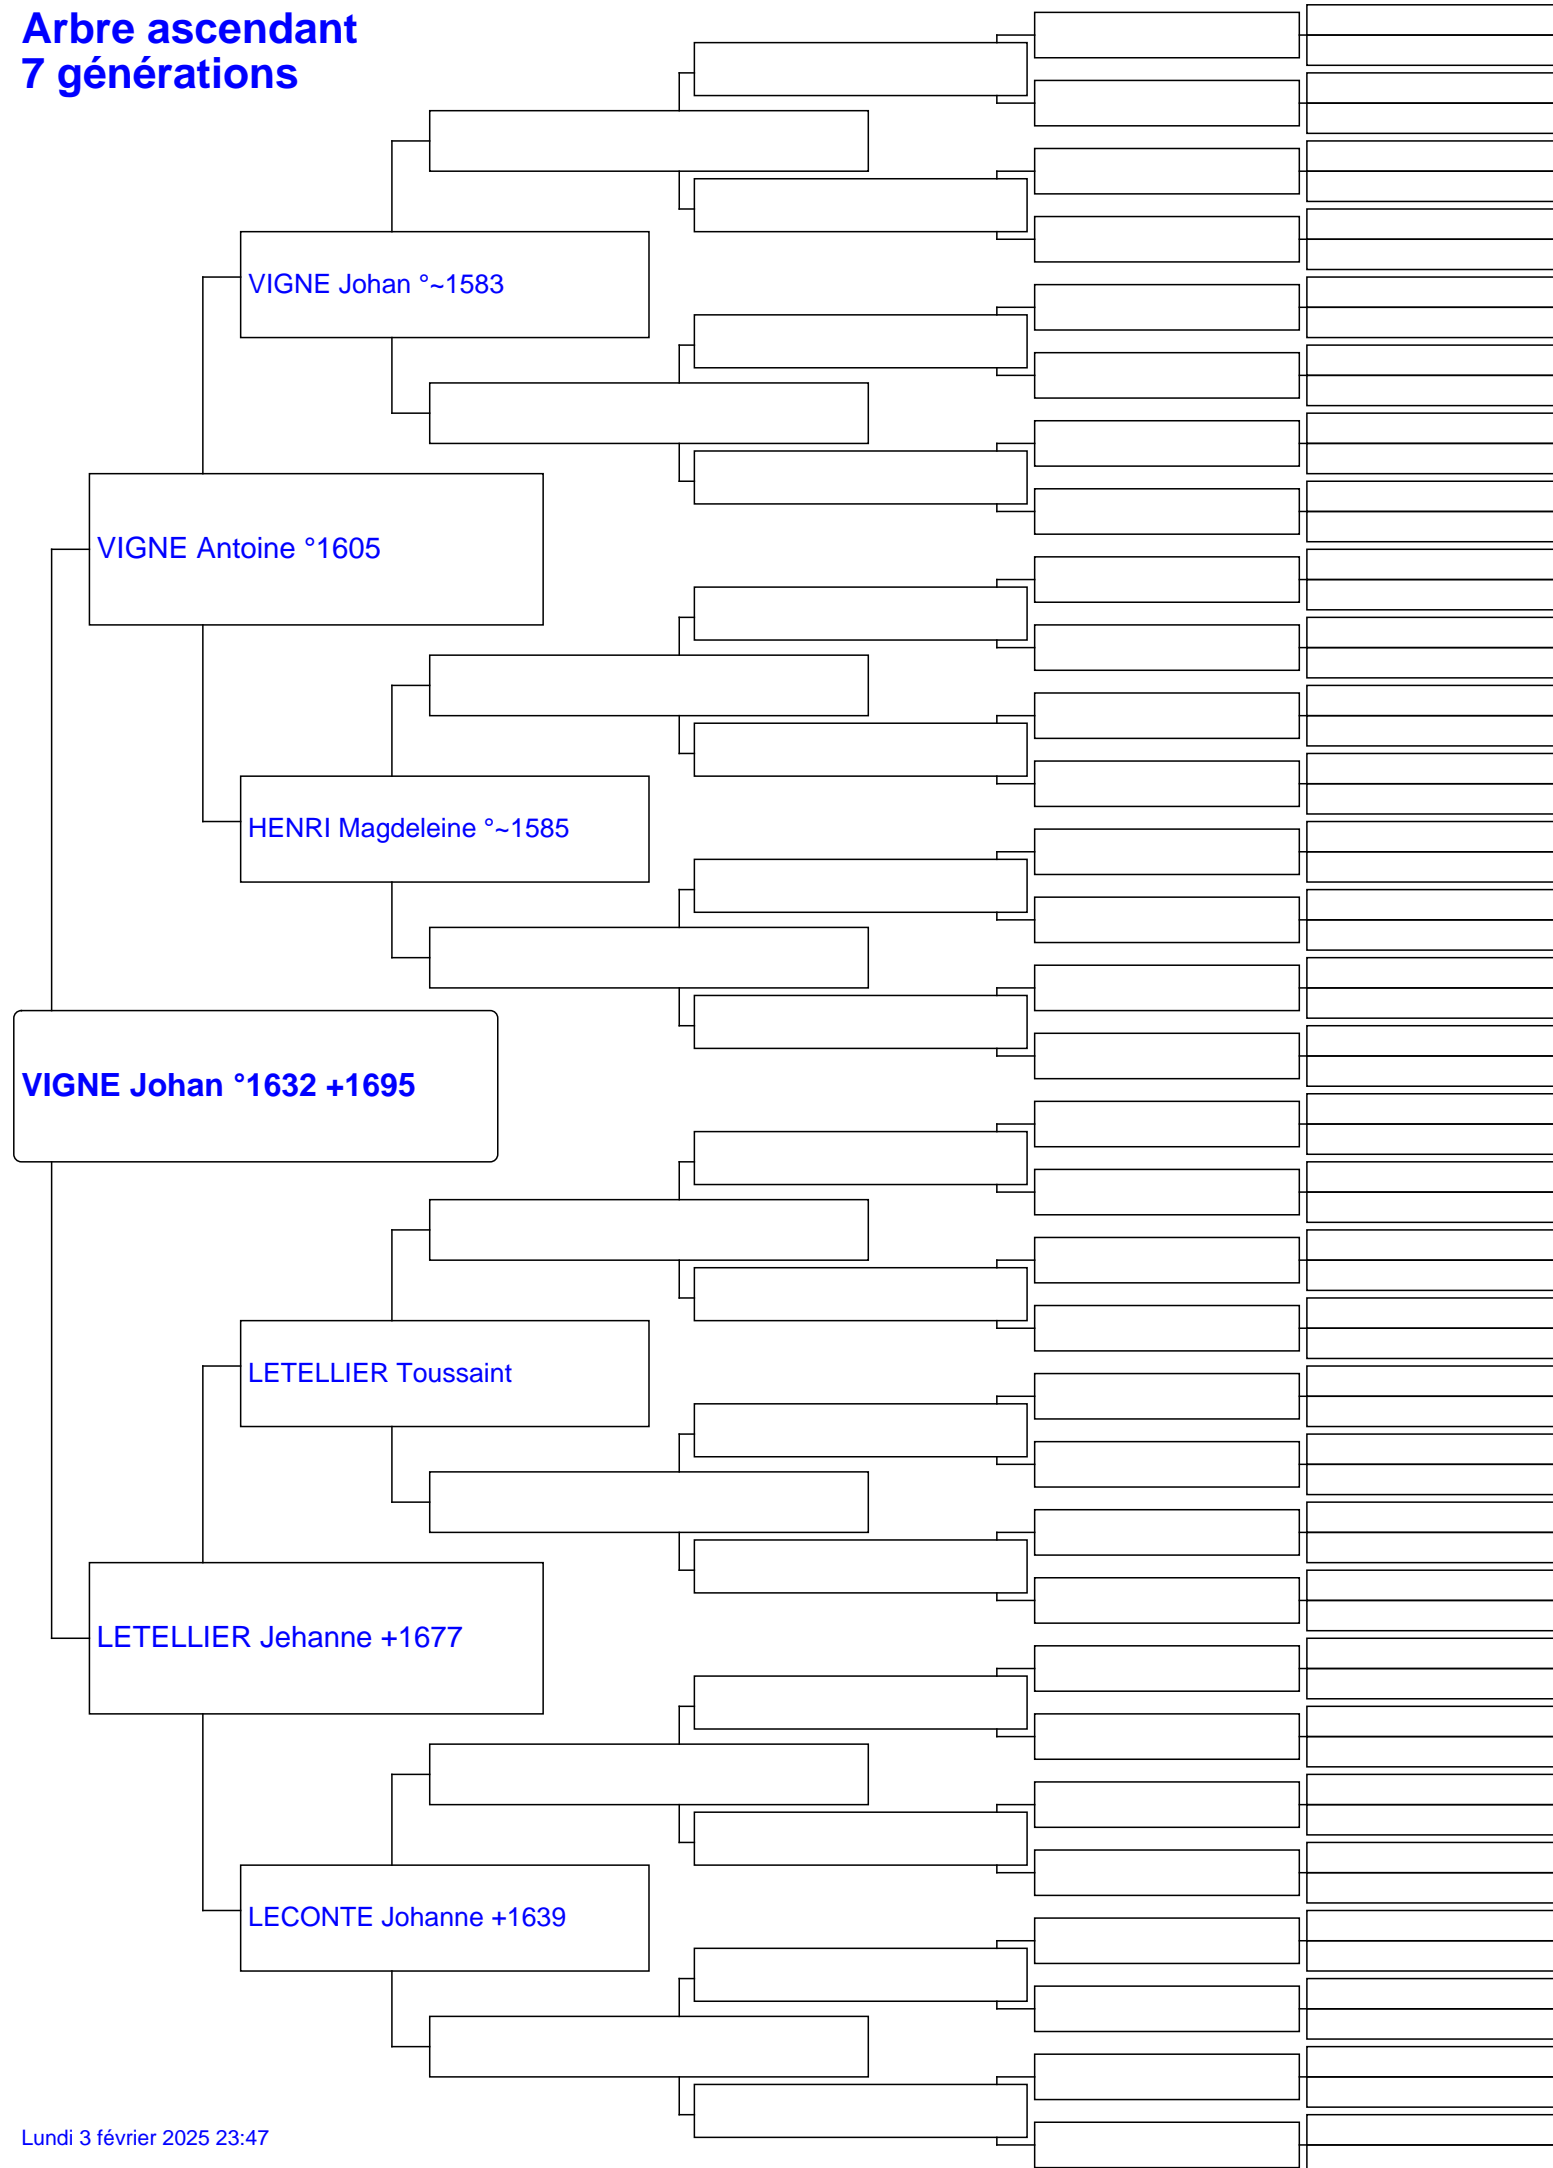 Arbre ascendant
7 générations
VIGNE Johan °~1583
VIGNE Antoine °1605
HENRI Magdeleine °~1585
VIGNE Johan °1632 +1695
LETELLIER Toussaint
LETELLIER Jehanne +1677
LECONTE Johanne +1639
Lundi 3 février 2025 23:47